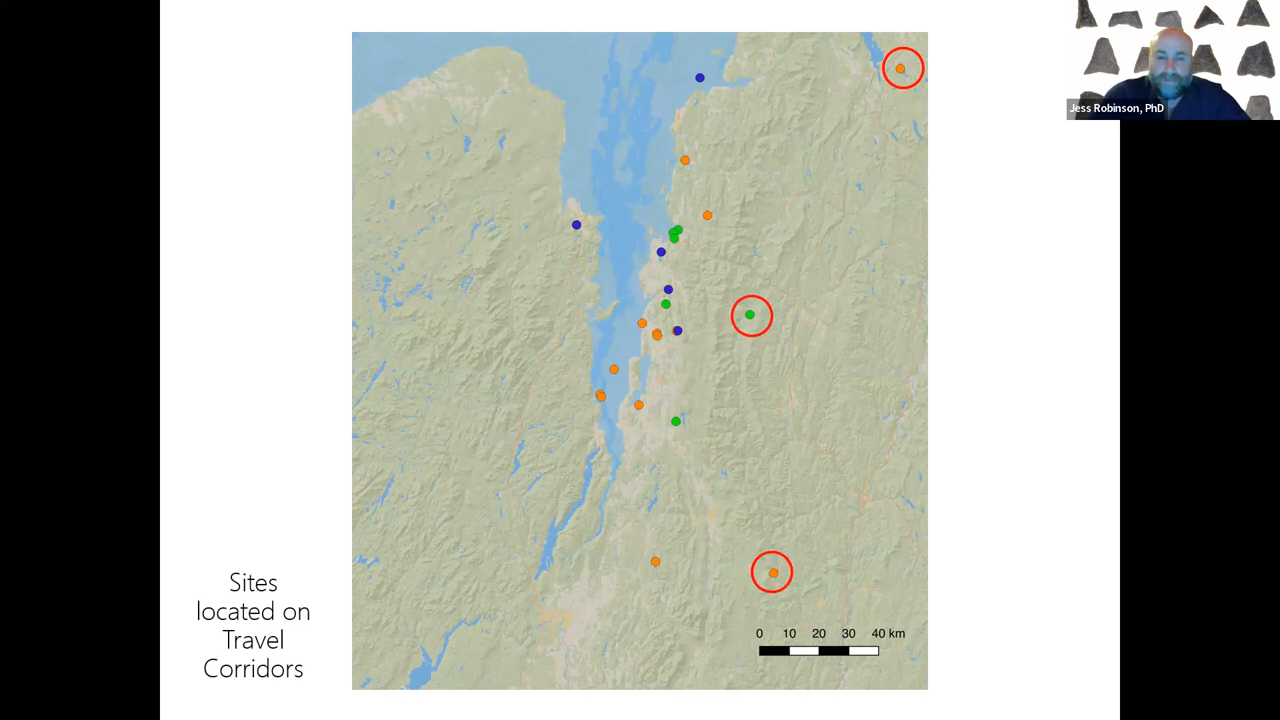 Jess Robinson, PhD
Sites
located on
Travel
Corridors
0 10 20 30 40 km